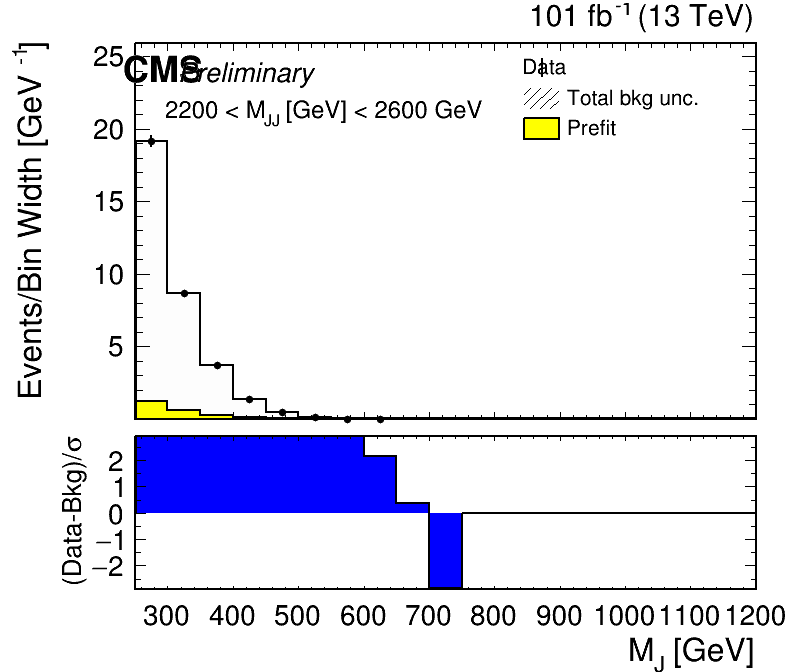 101 fb⁻¹ (13 TeV)
CMS Preliminary
2200 < M_JJ [GeV] < 2600 GeV
Data
Total bkg unc.
Prefit
Events/Bin Width [GeV⁻¹]
25
20
15
10
5
(Data-Bkg)/σ
2
1
0
−1
−2
300 400 500 600 700 800 900 1000 1100 1200
M_J [GeV]